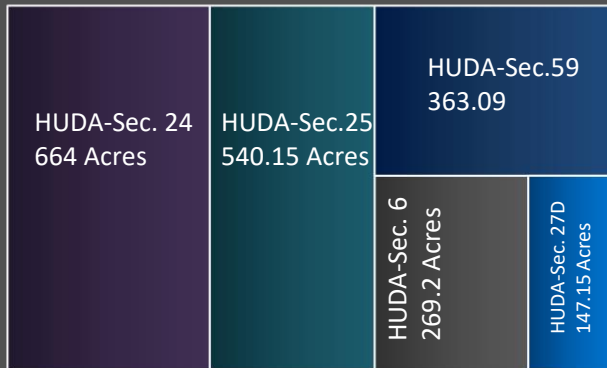 HUDA-Sec. 24
664 Acres
HUDA-Sec.25
540.15 Acres
HUDA-Sec.59
363.09
HUDA-Sec. 6
269.2 Acres
HUDA-Sec. 27D
147.15 Acres